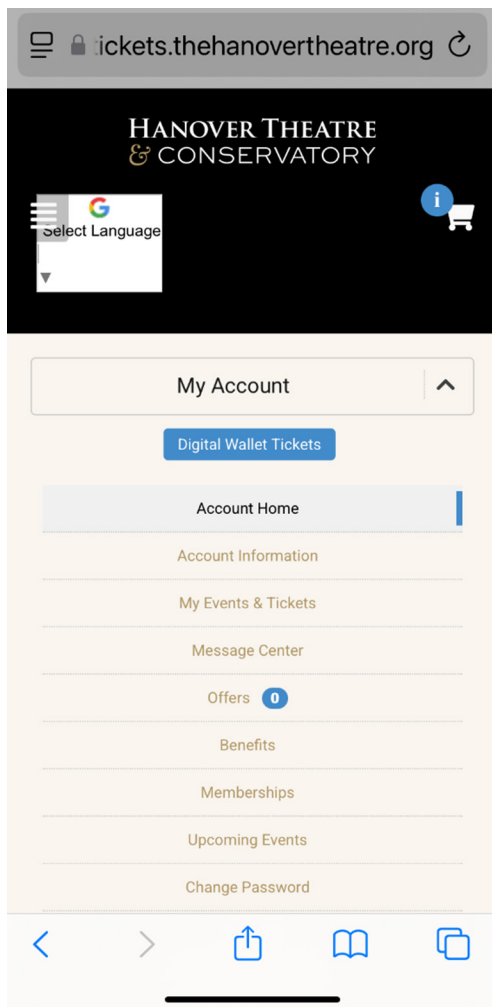 tickets.thehanovertheatre.org
HANOVER THEATRE
& CONSERVATORY
i
G
Select Language
▼
My Account
Digital Wallet Tickets
Account Home
Account Information
My Events & Tickets
Message Center
Offers 0
Benefits
Memberships
Upcoming Events
Change Password